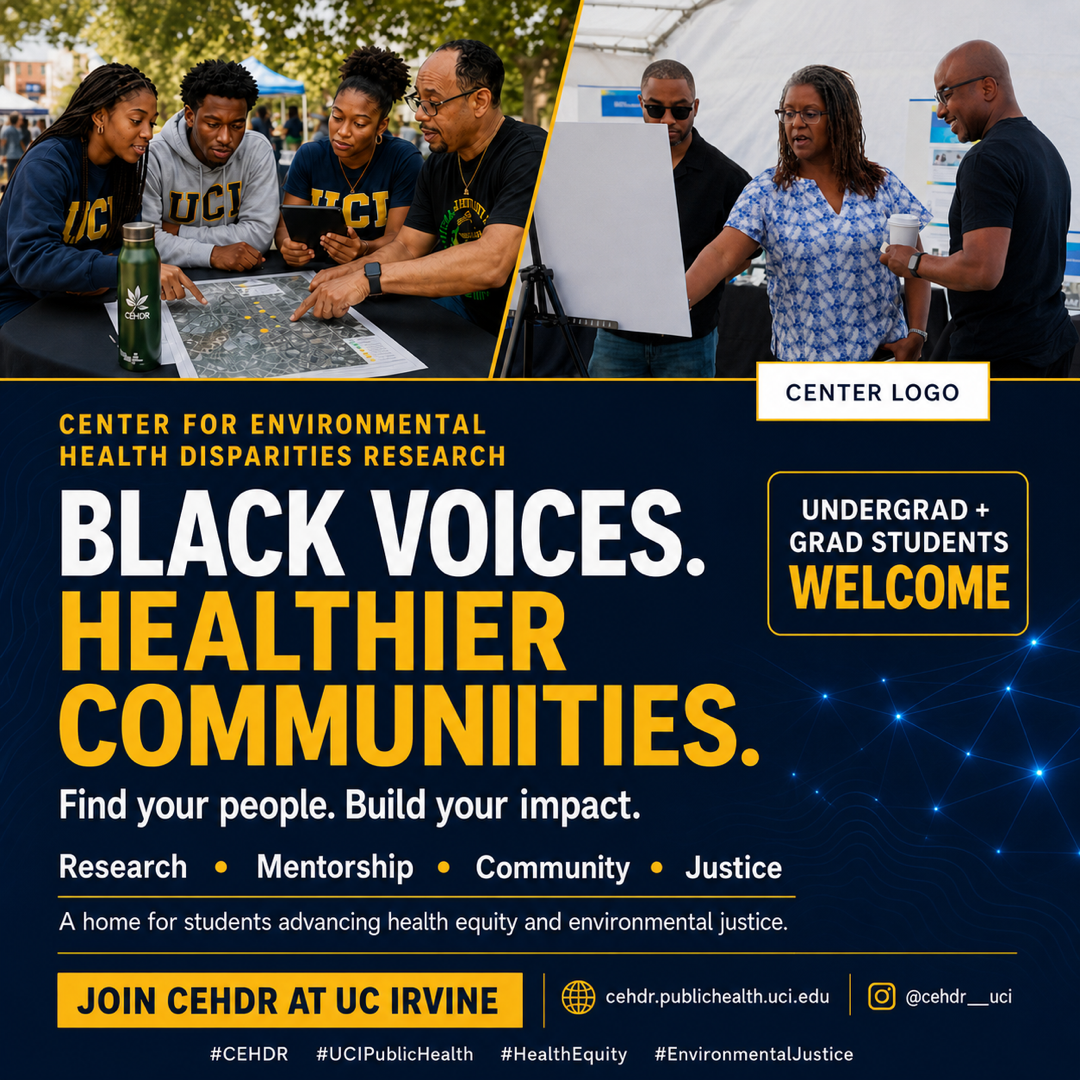 UCI
UCI
UCI
CEHDR
CENTER LOGO
CENTER FOR ENVIRONMENTAL
HEALTH DISPARITIES RESEARCH
BLACK VOICES.
HEALTHIER
COMMUNIITIES.
UNDERGRAD +
GRAD STUDENTS
WELCOME
Find your people. Build your impact.
Research • Mentorship • Community • Justice
A home for students advancing health equity and environmental justice.
JOIN CEHDR AT UC IRVINE
cehdr.publichealth.uci.edu
@cehdr__uci
#CEHDR #UCIPublicHealth #HealthEquity #EnvironmentalJustice